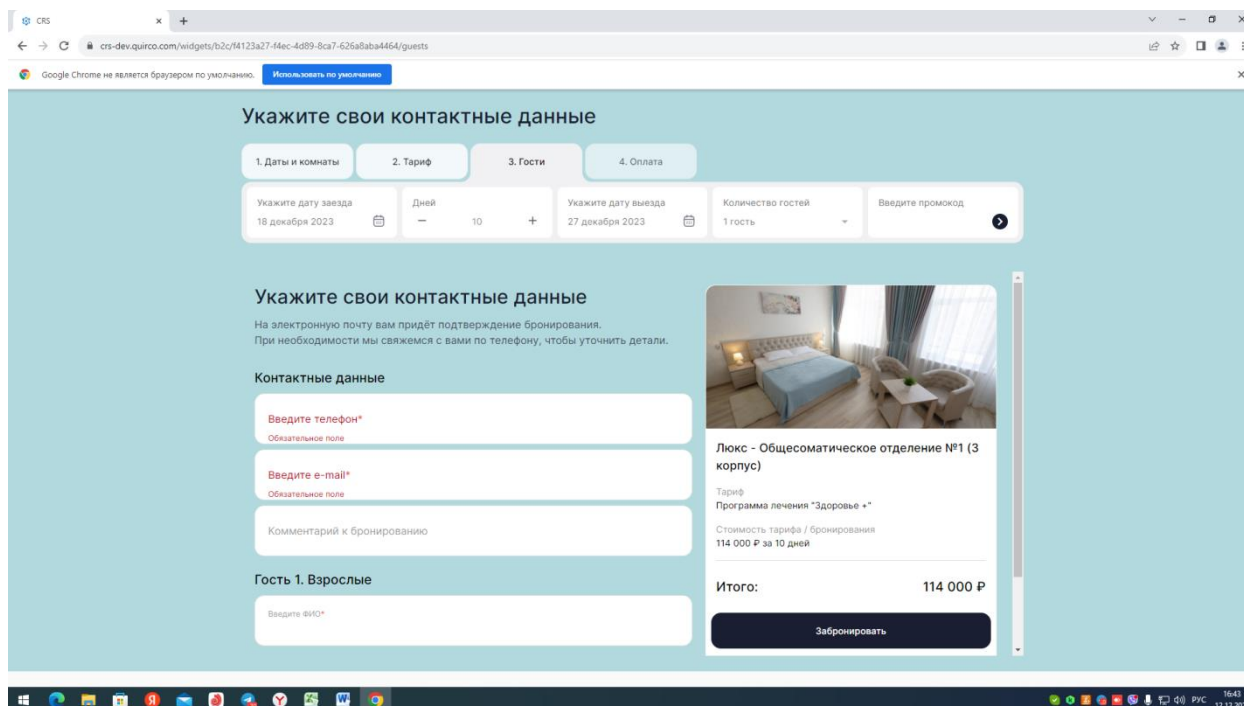 CRS
crs-dev.quirco.com/widgets/b2c/f4123a27-f4ec-4d89-8ca7-626a8aba4464/guests
Google Chrome не является браузером по умолчанию. Использовать по умолчанию
Укажите свои контактные данные
1. Даты и комнаты 2. Тариф 3. Гости 4. Оплата
Укажите дату заезда Дней Укажите дату выезда Количество гостей Введите промокод
18 декабря 2023 10 27 декабря 2023 1 гость
Укажите свои контактные данные
На электронную почту вам придёт подтверждение бронирования.
При необходимости мы свяжемся с вами по телефону, чтобы уточнить детали.
Контактные данные
Введите телефон*
Обязательное поле
Введите e-mail*
Обязательное поле
Комментарий к бронированию
Гость 1. Взрослые
Введите ФИО*
Люкс - Общесоматическое отделение №1 (3
корпус)
Тариф
Программа лечения "Здоровье +"
Стоимость тарифа / бронирования
114 000 ₽ за 10 дней
Итого: 114 000 ₽
Забронировать
РУС 16:43